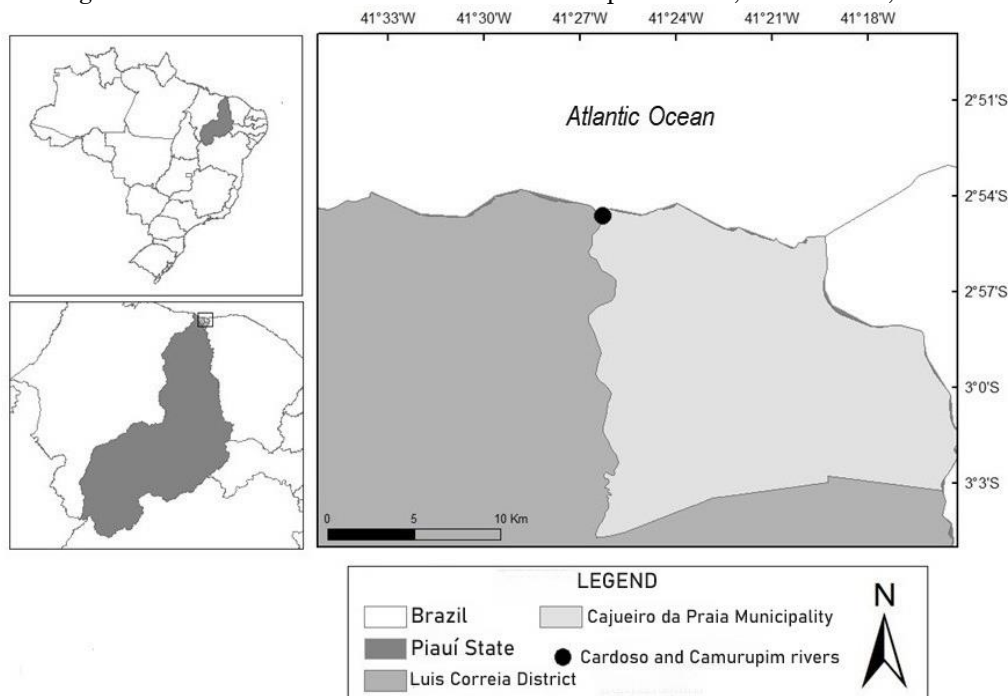 41°33'W 41°30'W 41°27'W 41°24'W 41°21'W 41°18'W
Atlantic Ocean
2°51'S
2°54'S
2°57'S
3°0'S
3°3'S
0 5 10 Km
LEGEND
Brazil
Piauí State
Luis Correia District
Cajueiro da Praia Municipality
Cardoso and Camurupim rivers
N